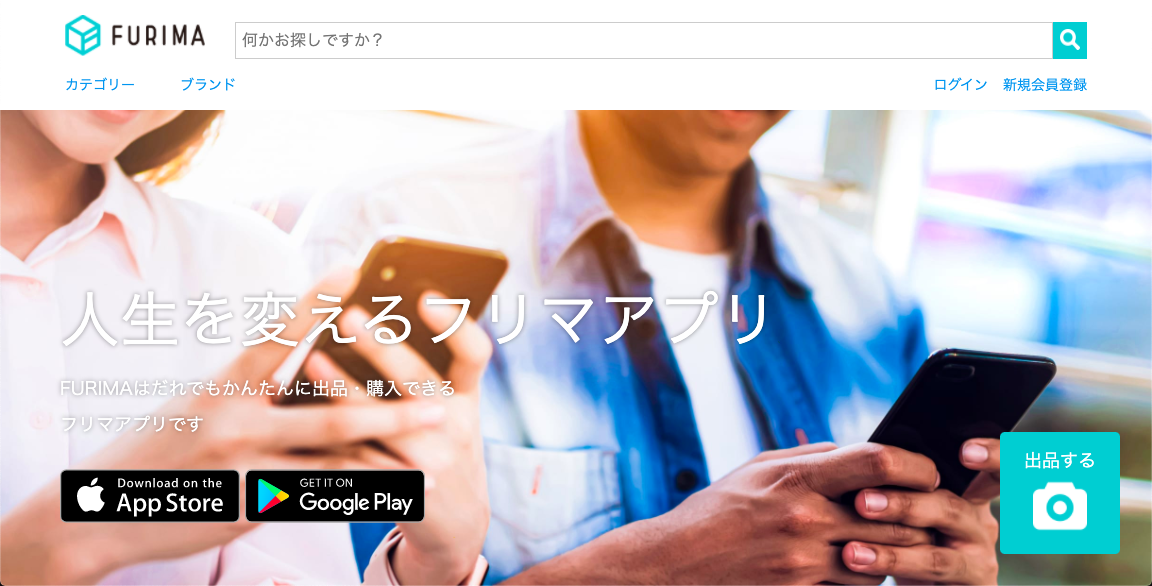 FURIMA
何かお探しですか？
カテゴリー ブランド ログイン 新規会員登録
人生を変えるフリマアプリ
FURIMAはだれでもかんたんに出品・購入できる
フリマアプリです
Download on the
App Store
GET IT ON
Google Play
出品する